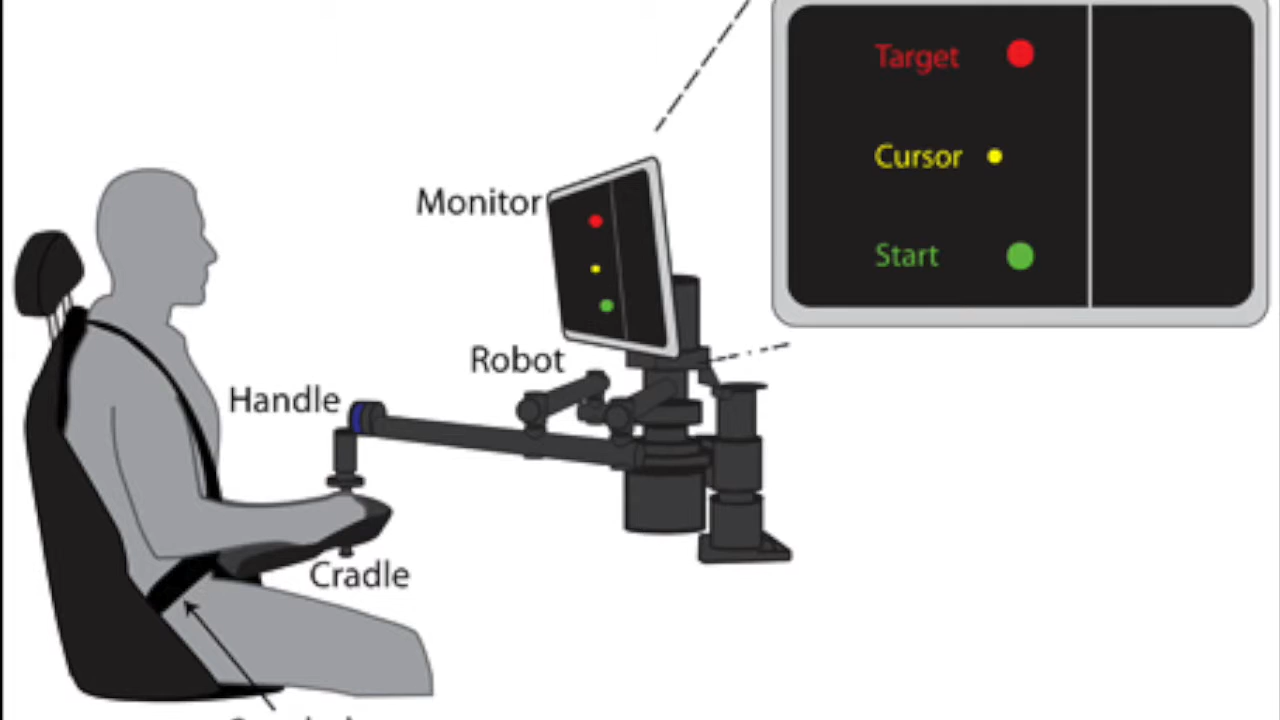 Target
Cursor
Start
Monitor
Robot
Handle
Cradle